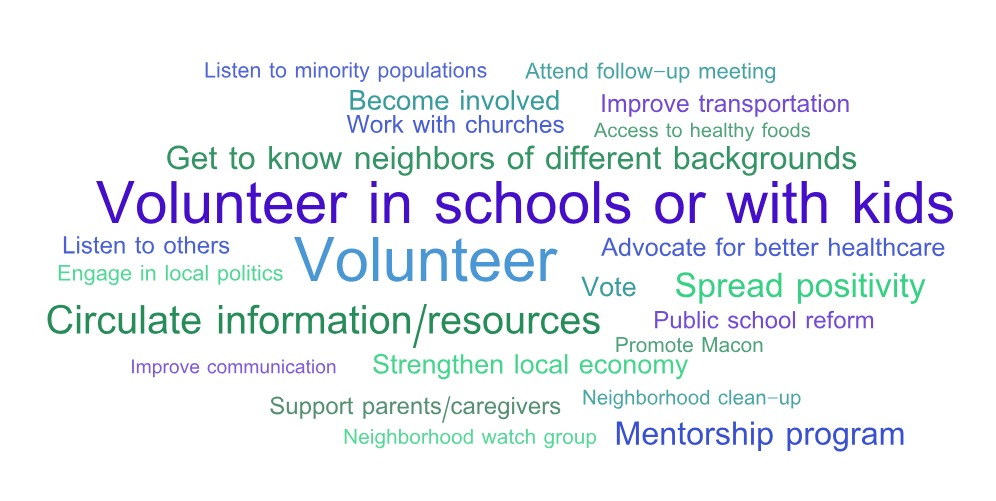 Listen to minority populations
Attend follow-up meeting
Become involved
Improve transportation
Work with churches
Access to healthy foods
Get to know neighbors of different backgrounds
Volunteer in schools or with kids
Listen to others
Volunteer
Advocate for better healthcare
Engage in local politics
Vote
Spread positivity
Circulate information/resources
Public school reform
Promote Macon
Improve communication
Strengthen local economy
Support parents/caregivers
Neighborhood clean-up
Neighborhood watch group
Mentorship program